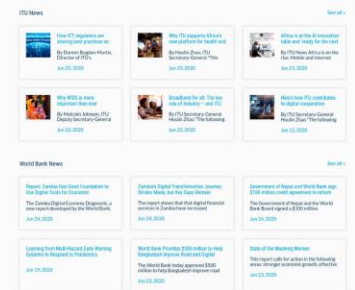 ITU News
See all ›
How ICT regulators are
sharing best practices on
By Doreen Bogdan-Martin,
Director of ITU's
Jun 25, 2020
Why ITU supports Africa's
new platform for health and
By Houlin Zhao, ITU
Secretary-General "This
Jun 23, 2020
Africa is at the AI innovation
table and 'ready for the next
By ITU News Africa is on the
rise. Mobile and internet
Jun 23, 2020
Why WSIS is more
important than ever
By Malcolm Johnson, ITU
Deputy Secretary-General
Jun 22, 2020
Broadband for all: The key
role of industry – and ITU
By ITU Secretary-General
Houlin Zhao "The following
Jun 22, 2020
Here's how ITU contributes
to digital cooperation
By ITU Secretary-General
Houlin Zhao "The following
Jun 22, 2020
World Bank News
See all ›
Report: Zambia Has Good Foundation to
Use Digital Tools for Economic
The Zambia Digital Economy Diagnostic, a
new report developed by the World Bank,
Jun 24, 2020
Zambia's Digital Transformation Journey:
Strides Made, but Key Gaps Remain
The report shows that that digital financial
services in Zambia have increased
Jun 24, 2020
Government of Nepal and World Bank sign
$100 million credit agreement to reform
The Government of Nepal and the World
Bank signed a $100 million
Jun 24, 2020
Learning from Multi-Hazard Early Warning
Systems to Respond to Pandemics
Jun 19, 2020
World Bank Provides $500 million to Help
Bangladesh Improve Road and Digital
The World Bank today approved $500
million to help Bangladesh improve road
Jun 23, 2020
State of the Mashreq Women
This report calls for action in the following
areas: stronger economic growth, effective
Jun 23, 2020